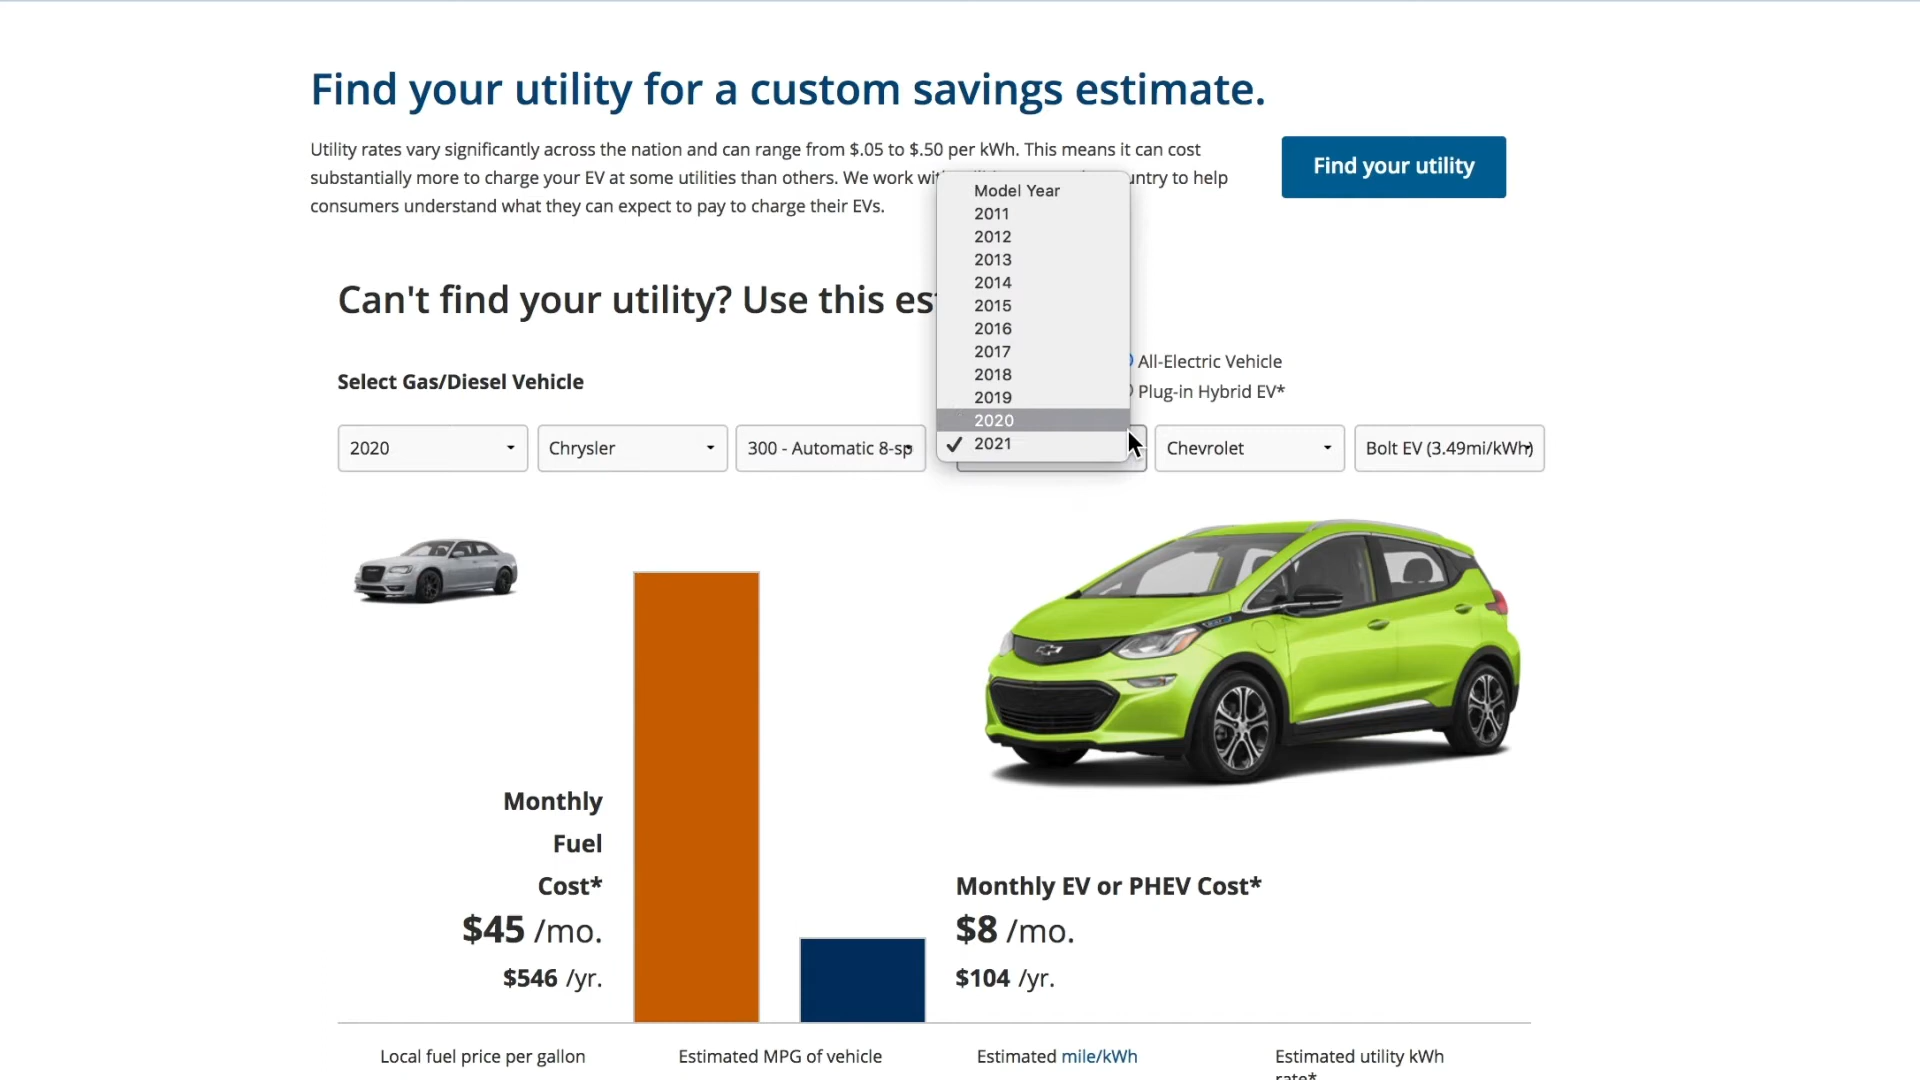 Find your utility for a custom savings estimate.
Utility rates vary significantly across the nation and can range from $.05 to $.50 per kWh. This means it can cost
substantially more to charge your EV at some utilities than others. We work wit untry to help
consumers understand what they can expect to pay to charge their EVs.
Find your utility
Model Year
2011
2012
2013
2014
2015
2016
2017
2018
2019
2020
✓ 2021
Can't find your utility? Use this es
Select Gas/Diesel Vehicle
All-Electric Vehicle
Plug-in Hybrid EV*
2020
Chrysler
300 - Automatic 8-sp
Chevrolet
Bolt EV (3.49mi/kWh)
Monthly
Fuel
Cost*
$45 /mo.
$546 /yr.
Monthly EV or PHEV Cost*
$8 /mo.
$104 /yr.
Local fuel price per gallon
Estimated MPG of vehicle
Estimated mile/kWh
Estimated utility kWh
rate*